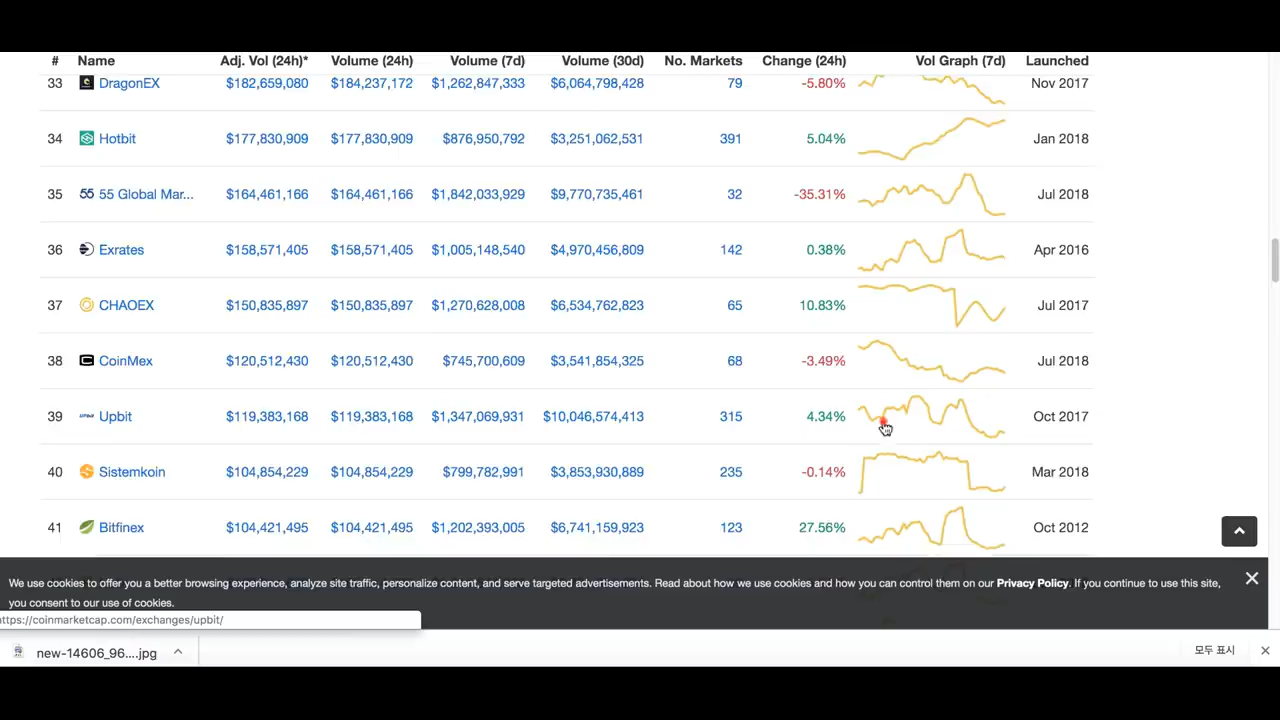 # Name Adj. Vol (24h)* Volume (24h) Volume (7d) Volume (30d) No. Markets Change (24h) Vol Graph (7d) Launched
33 DragonEX $182,659,080 $184,237,172 $1,262,847,333 $6,064,798,428 79 -5.80% Nov 2017
34 Hotbit $177,830,909 $177,830,909 $876,950,792 $3,251,062,531 391 5.04% Jan 2018
35 55 55 Global Mar... $164,461,166 $164,461,166 $1,842,033,929 $9,770,735,461 32 -35.31% Jul 2018
36 Exrates $158,571,405 $158,571,405 $1,005,148,540 $4,970,456,809 142 0.38% Apr 2016
37 CHAOEX $150,835,897 $150,835,897 $1,270,628,008 $6,534,762,823 65 10.83% Jul 2017
38 CoinMex $120,512,430 $120,512,430 $745,700,609 $3,541,854,325 68 -3.49% Jul 2018
39 Upbit $119,383,168 $119,383,168 $1,347,069,931 $10,046,574,413 315 4.34% Oct 2017
40 Sistemkoin $104,854,229 $104,854,229 $799,782,991 $3,853,930,889 235 -0.14% Mar 2018
41 Bitfinex $104,421,495 $104,421,495 $1,202,393,005 $6,741,159,923 123 27.56% Oct 2012
We use cookies to offer you a better browsing experience, analyze site traffic, personalize content, and serve targeted advertisements. Read about how we use cookies and how you can control them on our Privacy Policy. If you continue to use this site,
you consent to our use of cookies.
https://coinmarketcap.com/exchanges/upbit/
new-14606_96....jpg 모두 표시